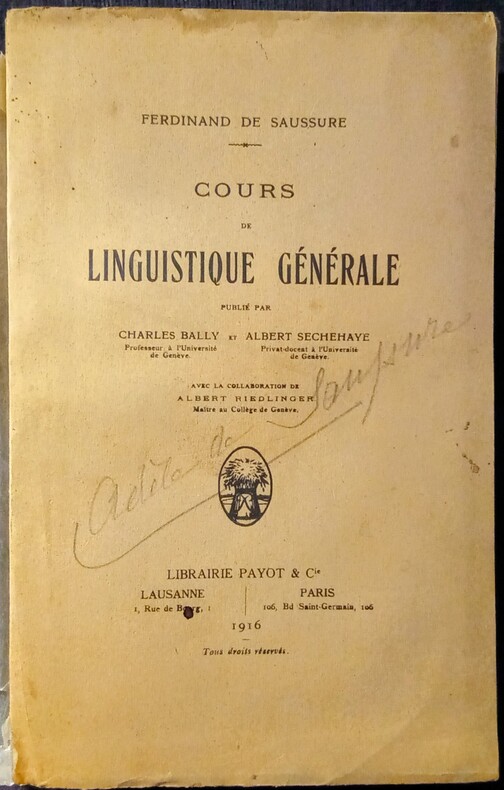 FERDINAND DE SAUSSURE
COURS
DE
LINGUISTIQUE GÉNÉRALE
PUBLIÉ PAR
CHARLES BALLY ET ALBERT SECHEHAYE
Professeur à l'Université Privat-docent à l'Université
de Genève. de Genève.
AVEC LA COLLABORATION DE
ALBERT RIEDLINGER
Maître au Collège de Genève.
Adèle de Saussure
LIBRAIRIE PAYOT & Cie
LAUSANNE PARIS
1, Rue de Bourg, 1 106, Bd Saint-Germain, 106
1916
Tous droits réservés.